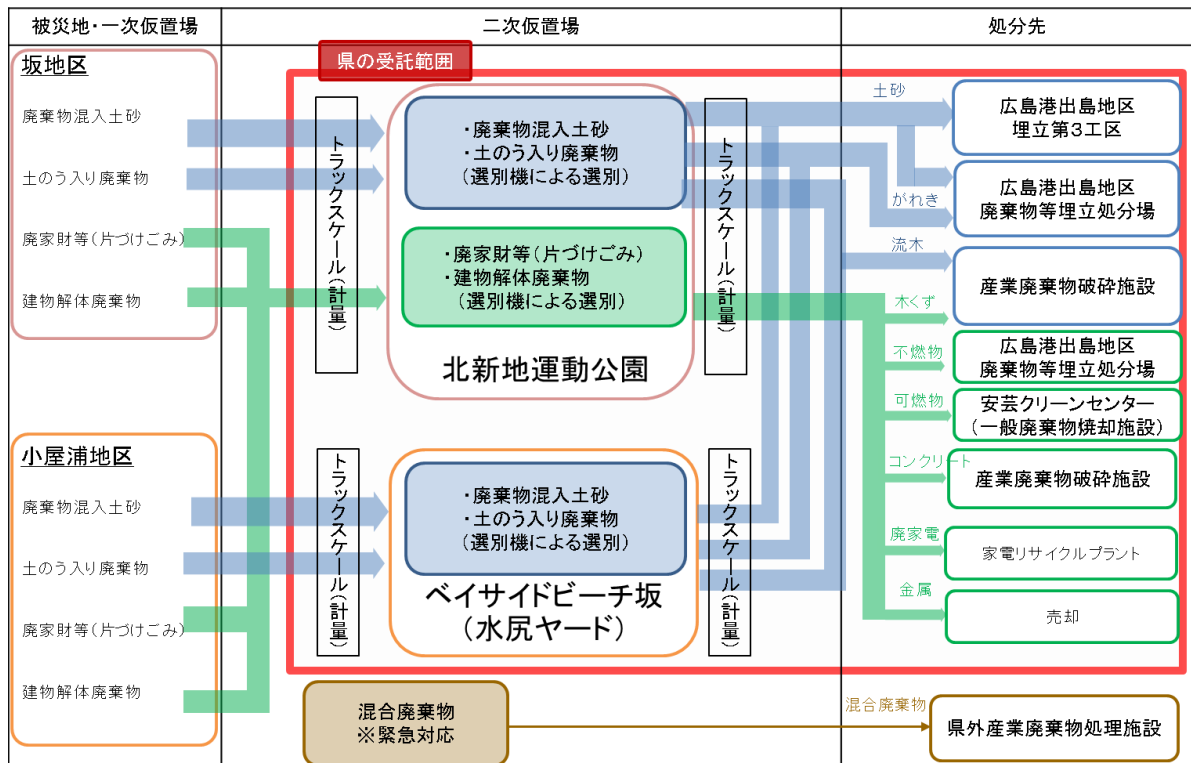 被災地・一次仮置場
二次仮置場
処分先
坂地区
廃棄物混入土砂
土のう入り廃棄物
廃家財等(片づけごみ)
建物解体廃棄物
小屋浦地区
廃棄物混入土砂
土のう入り廃棄物
廃家財等(片づけごみ)
建物解体廃棄物
県の受託範囲
トラックスケール(計量)
・廃棄物混入土砂
・土のう入り廃棄物
(選別機による選別)
・廃家財等(片づけごみ)
・建物解体廃棄物
(選別機による選別)
北新地運動公園
トラックスケール(計量)
トラックスケール(計量)
・廃棄物混入土砂
・土のう入り廃棄物
(選別機による選別)
ベイサイドビーチ坂
(水尻ヤード)
トラックスケール(計量)
混合廃棄物
※緊急対応
土砂
広島港出島地区
埋立第3工区
がれき
広島港出島地区
廃棄物等埋立処分場
流木
産業廃棄物破砕施設
木くず
不燃物
広島港出島地区
廃棄物等埋立処分場
可燃物
安芸クリーンセンター
(一般廃棄物焼却施設)
コンクリート
産業廃棄物破砕施設
廃家電
家電リサイクルプラント
金属
売却
混合廃棄物
県外産業廃棄物処理施設